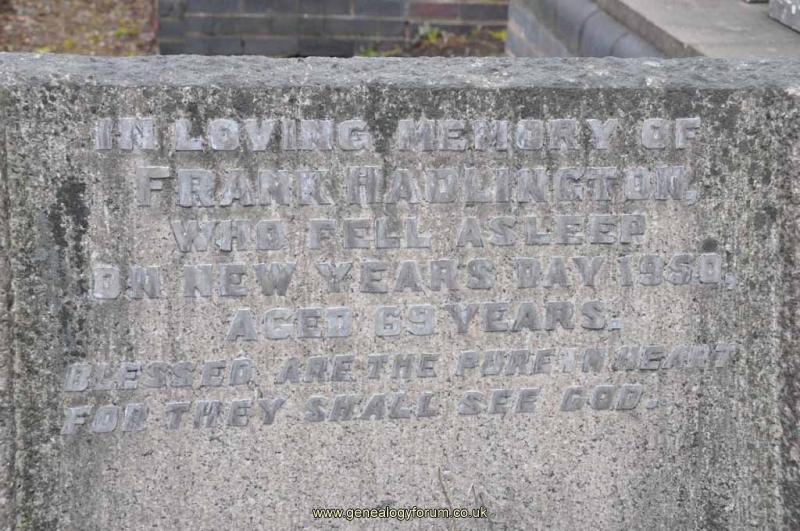 IN LOVING MEMORY OF
FRANK HADLINGTON,
WHO FELL ASLEEP
ON NEW YEARS DAY 1950,
AGED 69 YEARS.
BLESSED ARE THE PURE IN HEART
FOR THEY SHALL SEE GOD.
www.genealogyforum.co.uk